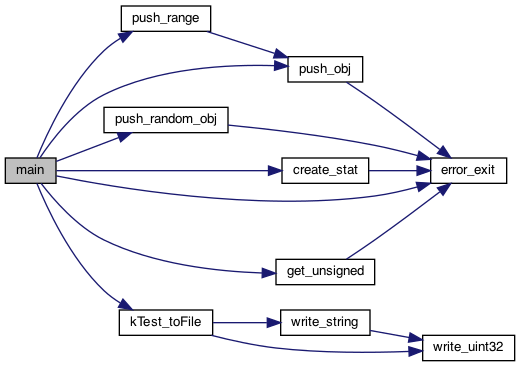 push_range
push_obj
push_random_obj
main
create_stat
error_exit
get_unsigned
kTest_toFile
write_string
write_uint32